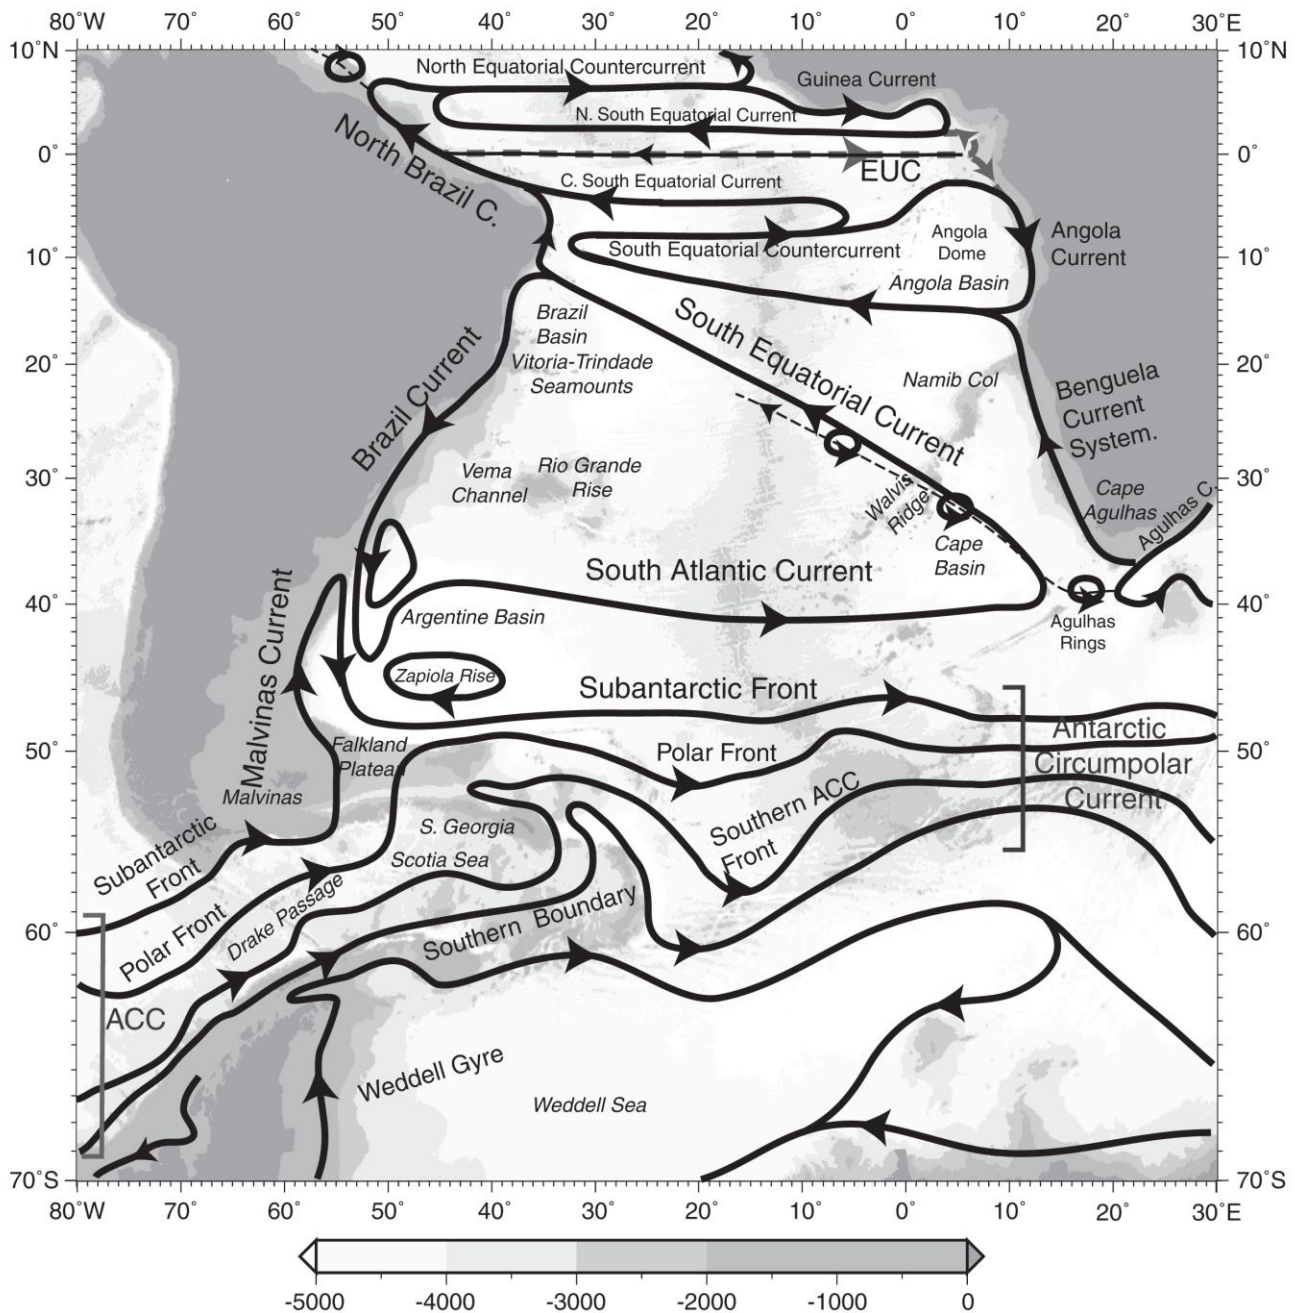 80˚W 70˚ 60˚ 50˚ 40˚ 30˚ 20˚ 10˚ 0˚ 10˚ 20˚ 30˚E
10˚N 10˚N
North Equatorial Countercurrent
Guinea Current
N. South Equatorial Current
North Brazil C.
0˚ 0˚
EUC
C. South Equatorial Current
South Equatorial Countercurrent
Angola
Dome
Angola
Current
10˚ 10˚
Angola Basin
Brazil
Basin
Vitoria-Trindade
Seamounts
South Equatorial Current
Brazil Current
20˚ 20˚
Namib Col
Benguela
Current
System.
Vema
Channel
Rio Grande
Rise
30˚ 30˚
Walvis
Ridge
Cape
Agulhas
Agulhas C.
Cape
Basin
South Atlantic Current
Malvinas Current
40˚ 40˚
Argentine Basin
Agulhas
Rings
Zapiola Rise
Subantarctic Front
Antarctic
Circumpolar
Current
50˚ 50˚
Falkland
Plateau
Polar Front
Malvinas
Southern ACC
Front
S. Georgia
Scotia Sea
Subantarctic
Front
Polar Front
Drake Passage
Southern Boundary
60˚ 60˚
ACC
Weddell Gyre
Weddell Sea
70˚S 70˚S
80˚W 70˚ 60˚ 50˚ 40˚ 30˚ 20˚ 10˚ 0˚ 10˚ 20˚ 30˚E
-5000 -4000 -3000 -2000 -1000 0